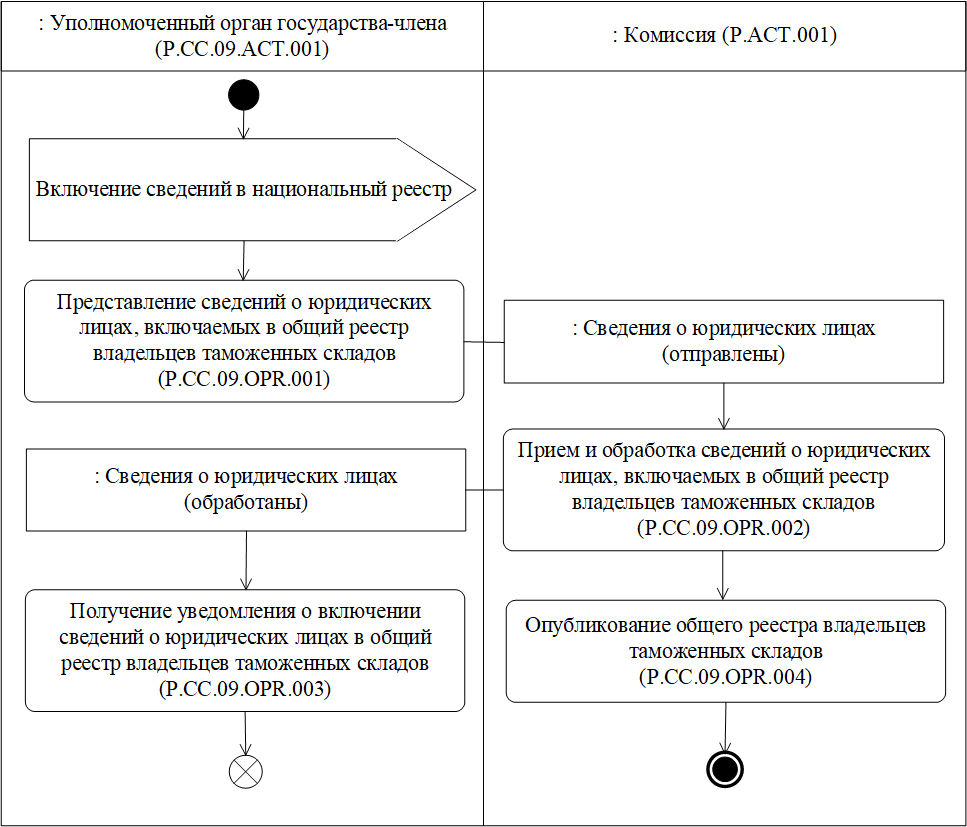 : Уполномоченный орган государства-члена
(P.CC.09.ACT.001)
: Комиссия (P.ACT.001)
Включение сведений в национальный реестр
Представление сведений о юридических
лицах, включаемых в общий реестр
владельцев таможенных складов
(P.CC.09.OPR.001)
: Сведения о юридических лицах
(отправлены)
Прием и обработка сведений о юридических
лицах, включаемых в общий реестр
владельцев таможенных складов
(P.CC.09.OPR.002)
: Сведения о юридических лицах
(обработаны)
Получение уведомления о включении
сведений о юридических лицах в общий
реестр владельцев таможенных складов
(P.CC.09.OPR.003)
Опубликование общего реестра владельцев
таможенных складов
(P.CC.09.OPR.004)